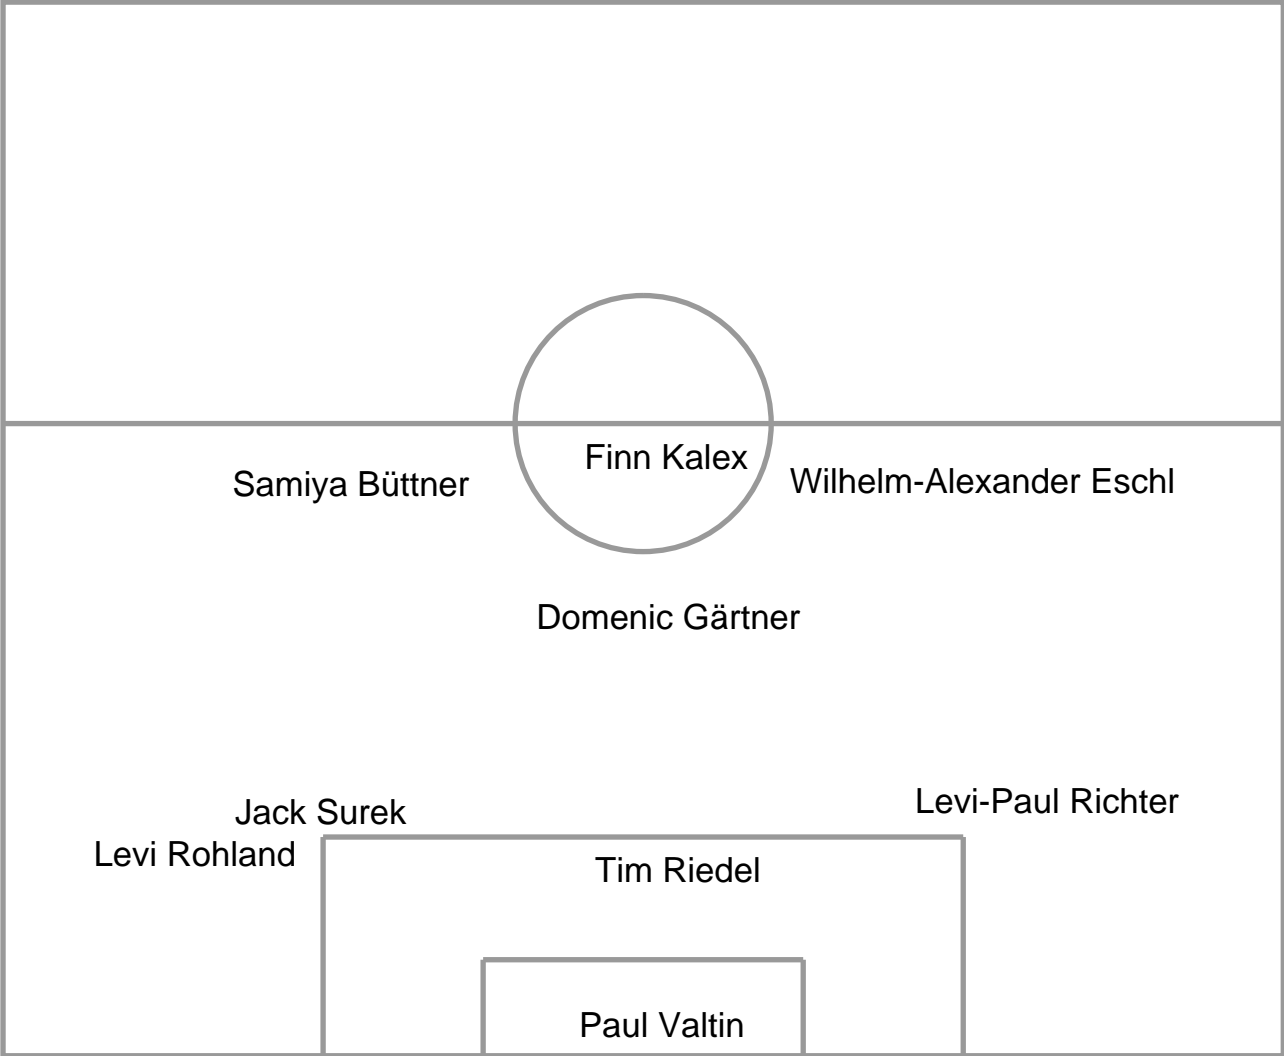 Finn Kalex
Samiya Büttner
Wilhelm-Alexander Eschl
Domenic Gärtner
Jack Surek
Levi-Paul Richter
Levi Rohland
Tim Riedel
Paul Valtin